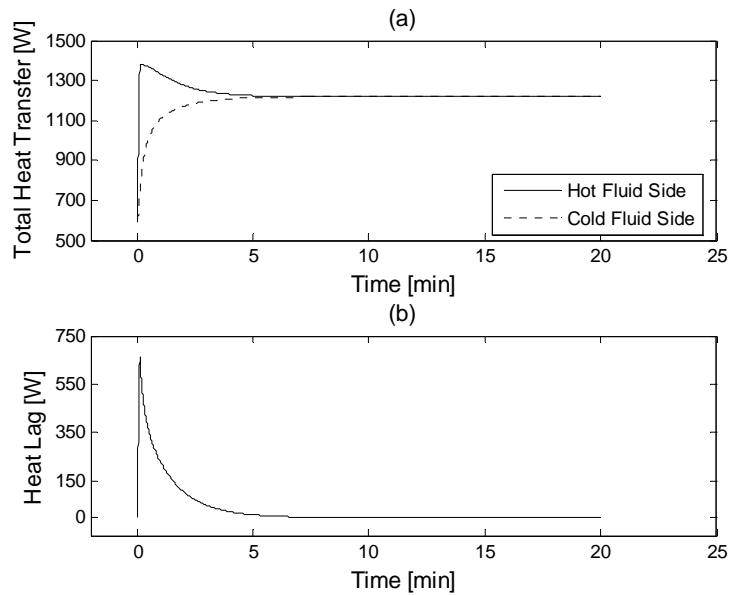 (a)
Total Heat Transfer [W]
1500
1300
1100
900
700
500
Hot Fluid Side
Cold Fluid Side
0 5 10 15 20 25
Time [min]
(b)
Heat Lag [W]
750
550
350
150
0
0 5 10 15 20 25
Time [min]